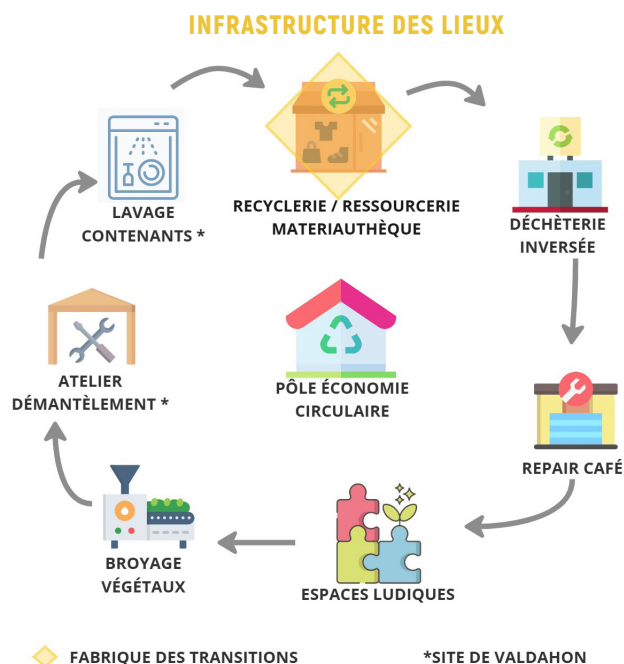 INFRASTRUCTURE DES LIEUX
LAVAGE
CONTENANTS *
RECYCLERIE / RESSOURCERIE
MATERIAUTHÈQUE
DÉCHÈTERIE
INVERSÉE
ATELIER
DÉMANTÈLEMENT *
PÔLE ÉCONOMIE
CIRCULAIRE
REPAIR CAFÉ
BROYAGE
VÉGÉTAUX
ESPACES LUDIQUES
FABRIQUE DES TRANSITIONS
*SITE DE VALDAHON